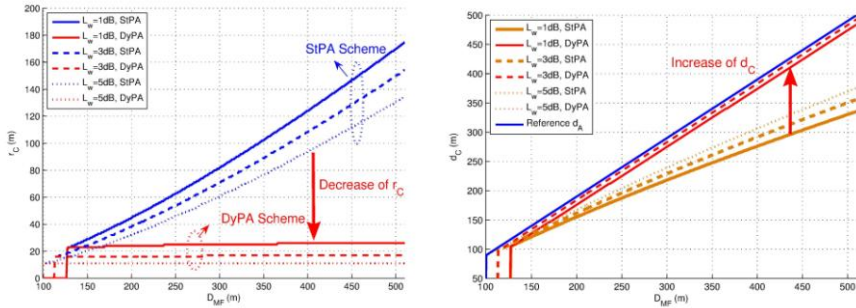 200
180
160
140
120
100
80
60
40
20
0
r_C (m)
L_w=1dB, StPA
L_w=1dB, DyPA
L_w=3dB, StPA
L_w=3dB, DyPA
L_w=5dB, StPA
L_w=5dB, DyPA
StPA Scheme
Decrease of r_C
DyPA Scheme
100 150 200 250 300 350 400 450 500
D_MF (m)
500
450
400
350
300
250
200
150
100
50
d_C (m)
L_w=1dB, StPA
L_w=1dB, DyPA
L_w=3dB, StPA
L_w=3dB, DyPA
L_w=5dB, StPA
L_w=5dB, DyPA
Reference d_A
Increase of d_C
100 150 200 250 300 350 400 450 500
D_MF (m)